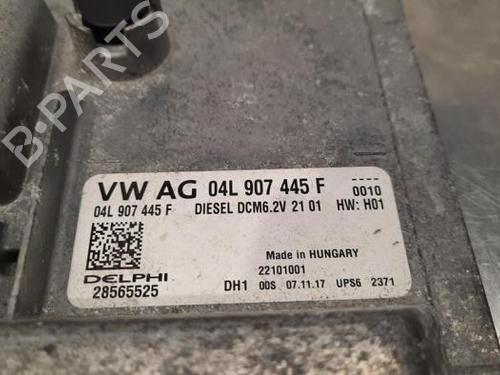 VW AG 04L 907 445 F 0010
04L 907 445 F DIESEL DCM6.2V 21 01 HW: H01
Made in HUNGARY
DELPHI 22101001
28565525 DH1 00S 07.11.17 UPS6 2371
B-PARTS